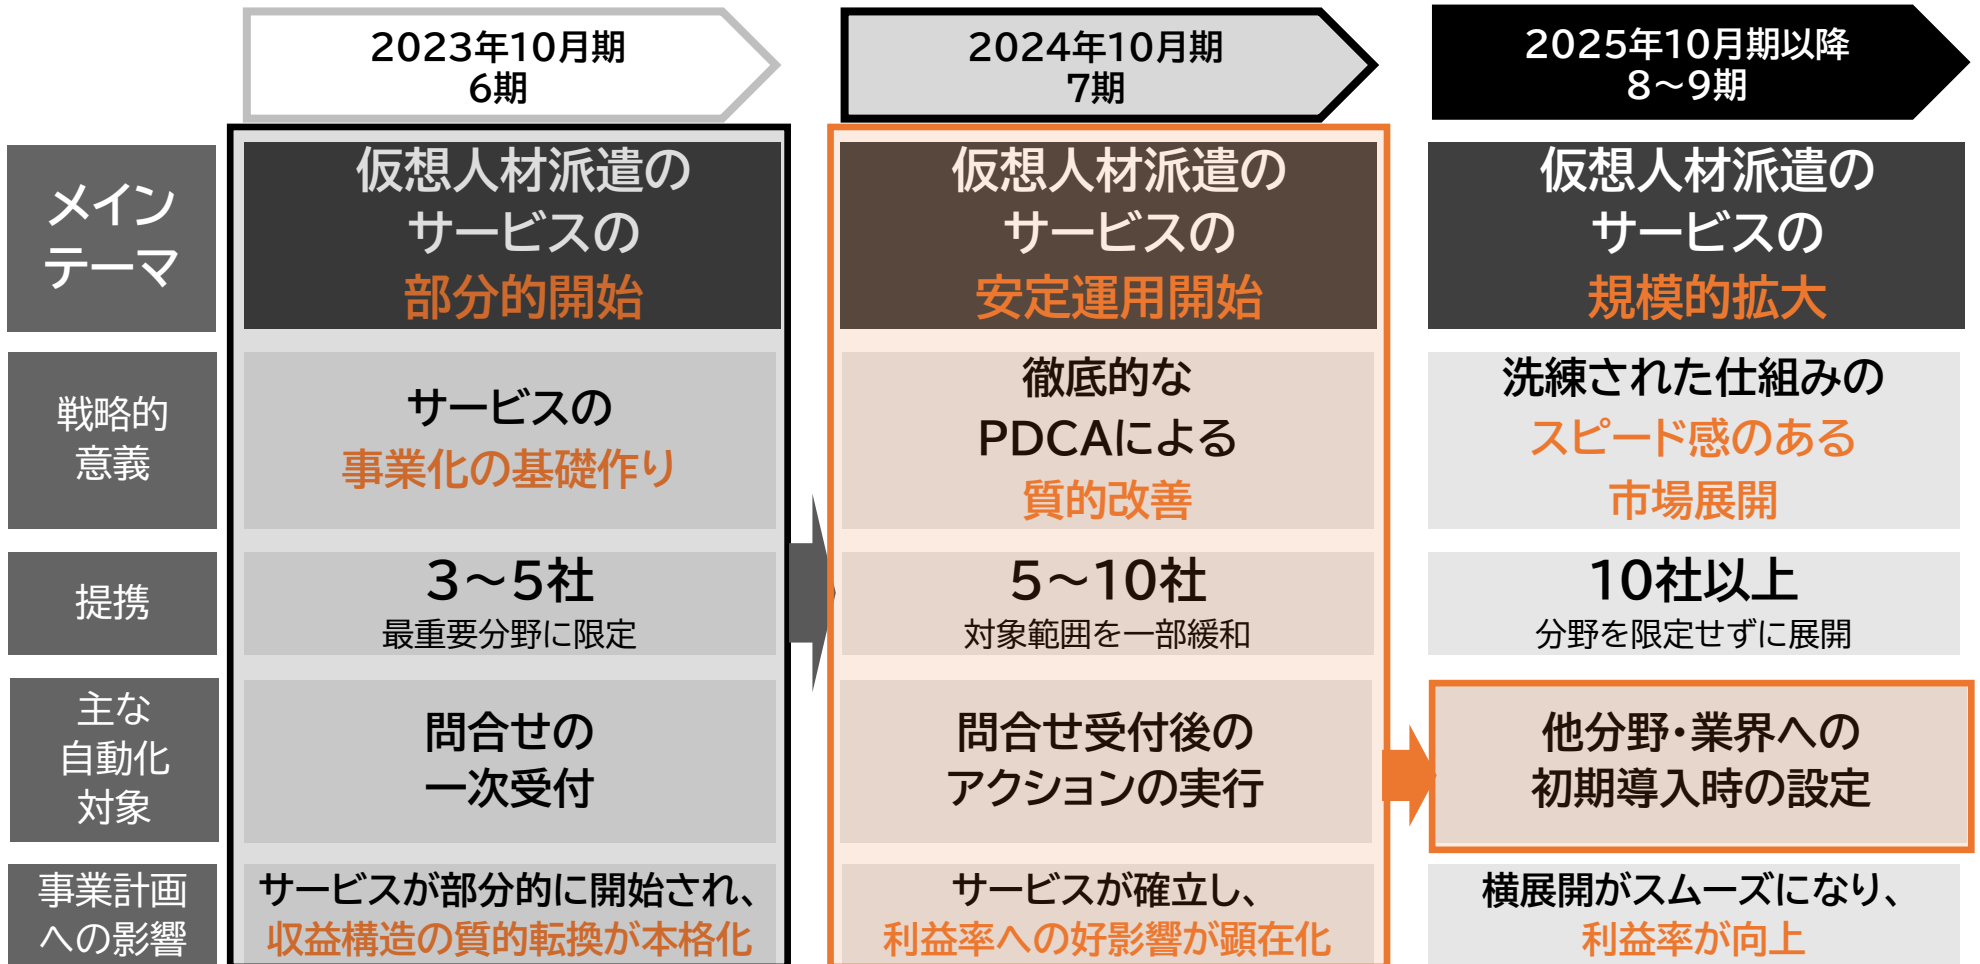 2023年10月期
6期
2024年10月期
7期
2025年10月期以降
8～9期
メイン
テーマ
仮想人材派遣の
サービスの
部分的開始
仮想人材派遣の
サービスの
安定運用開始
仮想人材派遣の
サービスの
規模的拡大
戦略的
意義
サービスの
事業化の基礎作り
徹底的な
PDCAによる
質的改善
洗練された仕組みの
スピード感のある
市場展開
提携
3～5社
最重要分野に限定
5～10社
対象範囲を一部緩和
10社以上
分野を限定せずに展開
主な
自動化
対象
問合せの
一次受付
問合せ受付後の
アクションの実行
他分野・業界への
初期導入時の設定
事業計画
への影響
サービスが部分的に開始され、
収益構造の質的転換が本格化
サービスが確立し、
利益率への好影響が顕在化
横展開がスムーズになり、
利益率が向上